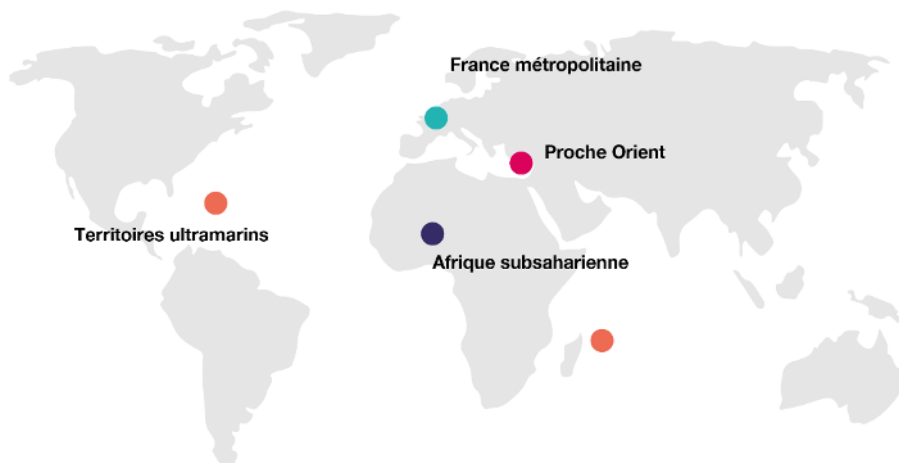 France métropolitaine
Proche Orient
Territoires ultramarins
Afrique subsaharienne